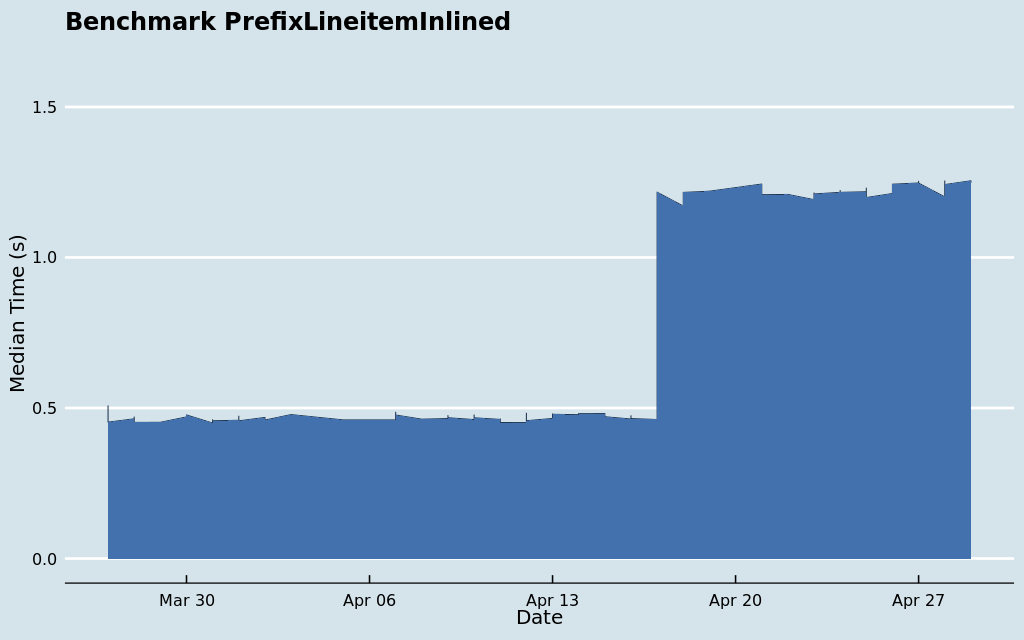 Benchmark PrefixLineitemInlined
Median Time (s)
1.5
1.0
0.5
0.0
Mar 30
Apr 06
Apr 13
Apr 20
Apr 27
Date